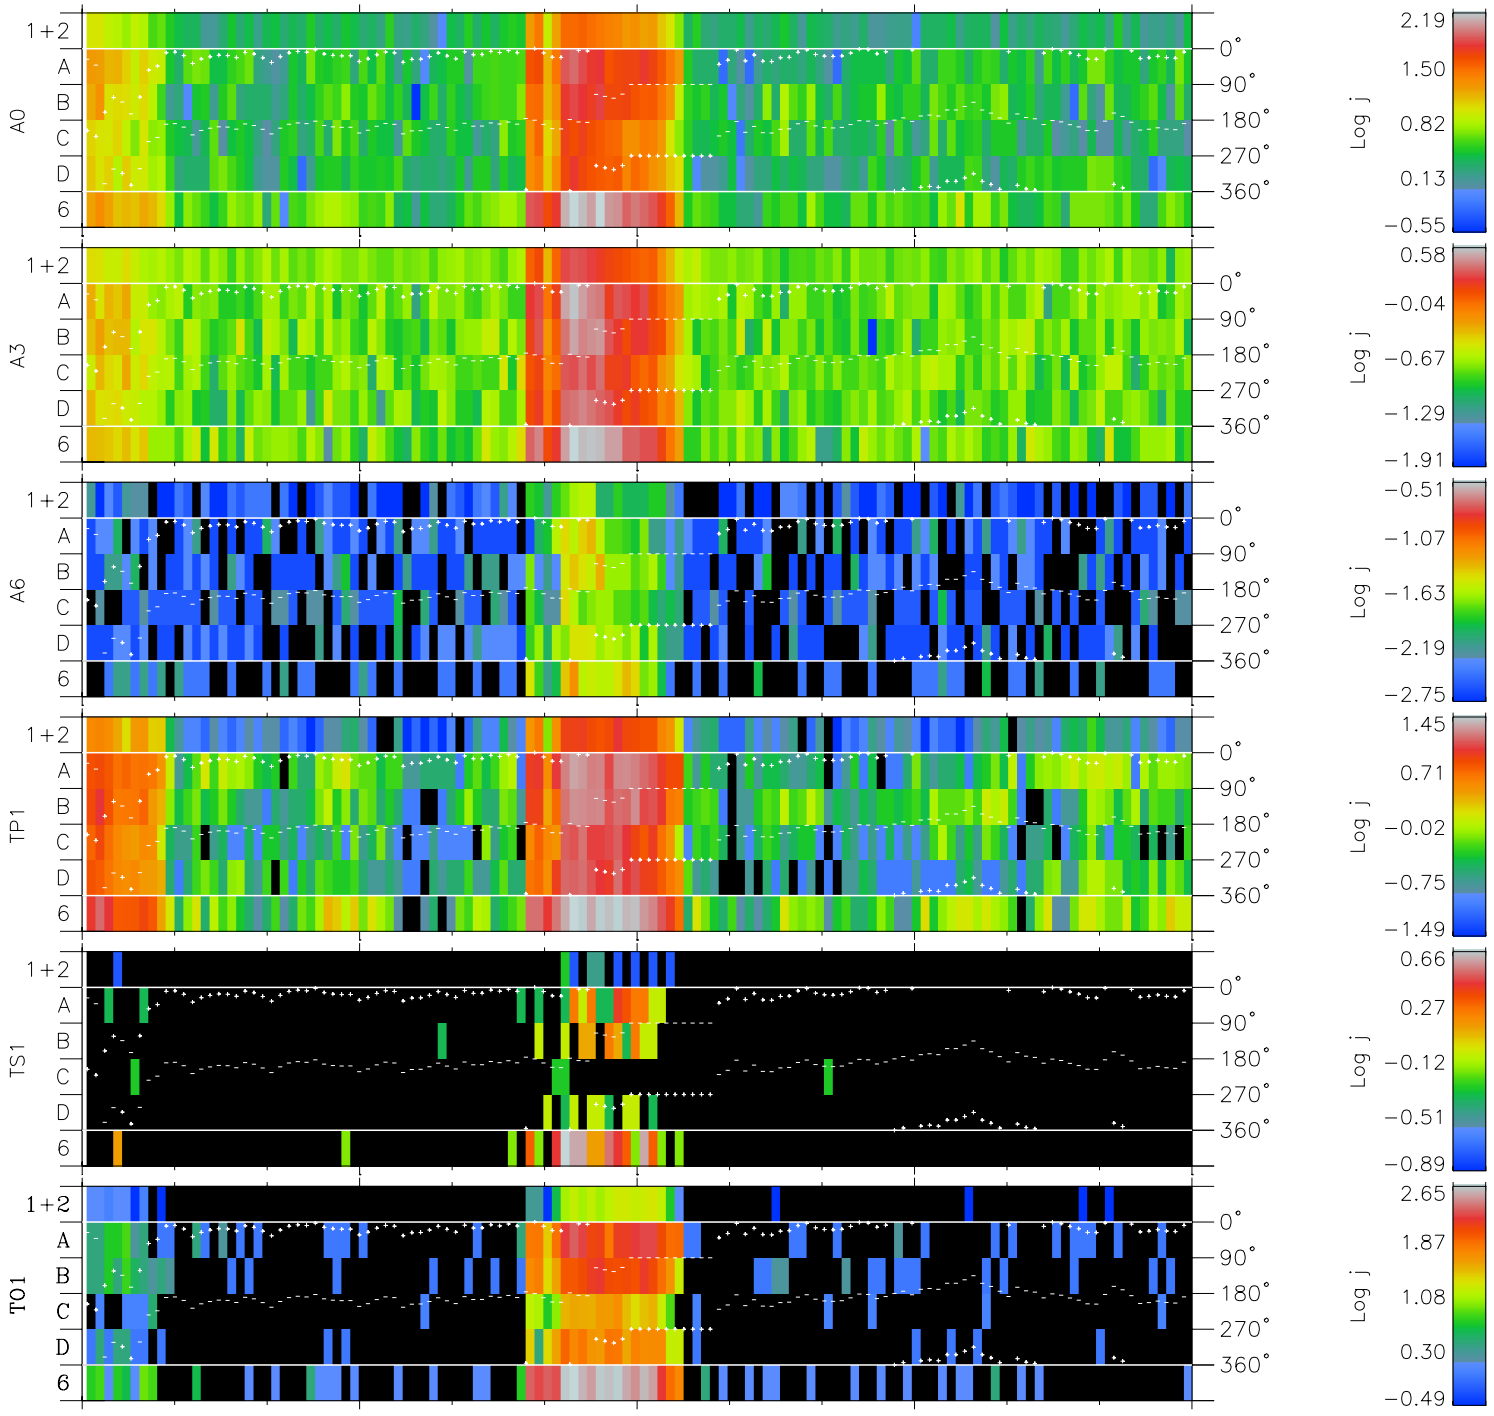 1+2
A
B
C
D
6
A0
0°
90°
180°
270°
360°
Log j
2.19
1.50
0.82
0.13
−0.55
1+2
A
B
C
D
6
A3
0°
90°
180°
270°
360°
Log j
0.58
−0.04
−0.67
−1.29
−1.91
1+2
A
B
C
D
6
A6
0°
90°
180°
270°
360°
Log j
−0.51
−1.07
−1.63
−2.19
−2.75
1+2
A
B
C
D
6
TP1
0°
90°
180°
270°
360°
Log j
1.45
0.71
−0.02
−0.75
−1.49
1+2
A
B
C
D
6
TS1
0°
90°
180°
270°
360°
Log j
0.66
0.27
−0.12
−0.51
−0.89
1+2
A
B
C
D
6
TO1
0°
90°
180°
270°
360°
Log j
2.65
1.87
1.08
0.30
−0.49